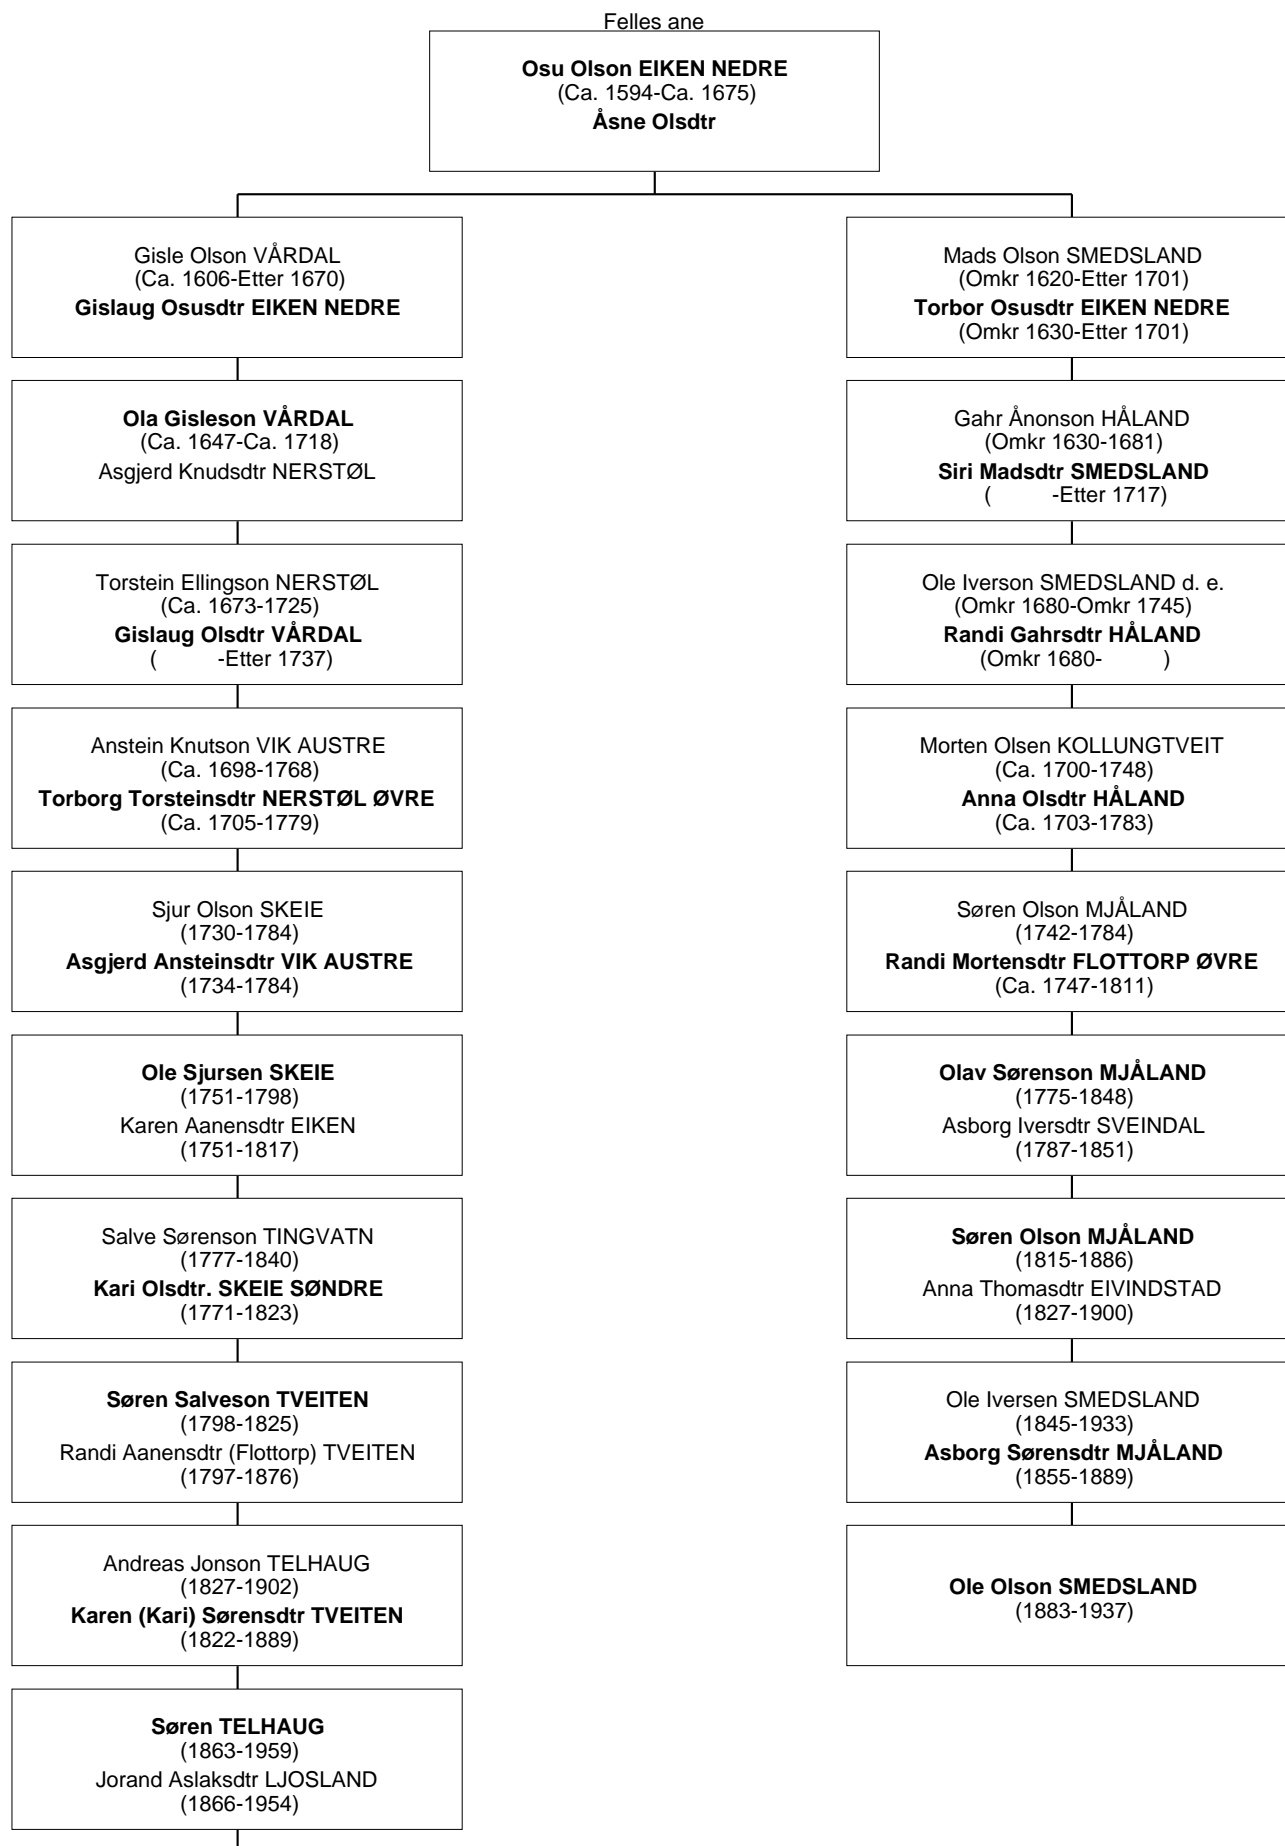 Felles ane
Osu Olson EIKEN NEDRE
(Ca. 1594-Ca. 1675)
Åsne Olsdtr
Gisle Olson VÅRDAL
(Ca. 1606-Etter 1670)
Gislaug Osusdtr EIKEN NEDRE
Mads Olson SMEDSLAND
(Omkr 1620-Etter 1701)
Torbor Osusdtr EIKEN NEDRE
(Omkr 1630-Etter 1701)
Ola Gisleson VÅRDAL
(Ca. 1647-Ca. 1718)
Asgjerd Knudsdtr NERSTØL
Gahr Ånonson HÅLAND
(Omkr 1630-1681)
Siri Madsdtr SMEDSLAND
( -Etter 1717)
Torstein Ellingson NERSTØL
(Ca. 1673-1725)
Gislaug Olsdtr VÅRDAL
( -Etter 1737)
Ole Iverson SMEDSLAND d. e.
(Omkr 1680-Omkr 1745)
Randi Gahrsdtr HÅLAND
(Omkr 1680- )
Anstein Knutson VIK AUSTRE
(Ca. 1698-1768)
Torborg Torsteinsdtr NERSTØL ØVRE
(Ca. 1705-1779)
Morten Olsen KOLLUNGTVEIT
(Ca. 1700-1748)
Anna Olsdtr HÅLAND
(Ca. 1703-1783)
Sjur Olson SKEIE
(1730-1784)
Asgjerd Ansteinsdtr VIK AUSTRE
(1734-1784)
Søren Olson MJÅLAND
(1742-1784)
Randi Mortensdtr FLOTTORP ØVRE
(Ca. 1747-1811)
Ole Sjursen SKEIE
(1751-1798)
Karen Aanensdtr EIKEN
(1751-1817)
Olav Sørenson MJÅLAND
(1775-1848)
Asborg Iversdtr SVEINDAL
(1787-1851)
Salve Sørenson TINGVATN
(1777-1840)
Kari Olsdtr. SKEIE SØNDRE
(1771-1823)
Søren Olson MJÅLAND
(1815-1886)
Anna Thomasdtr EIVINDSTAD
(1827-1900)
Søren Salveson TVEITEN
(1798-1825)
Randi Aanensdtr (Flottorp) TVEITEN
(1797-1876)
Ole Iversen SMEDSLAND
(1845-1933)
Asborg Sørensdtr MJÅLAND
(1855-1889)
Andreas Jonson TELHAUG
(1827-1902)
Karen (Kari) Sørensdtr TVEITEN
(1822-1889)
Ole Olson SMEDSLAND
(1883-1937)
Søren TELHAUG
(1863-1959)
Jorand Aslaksdtr LJOSLAND
(1866-1954)